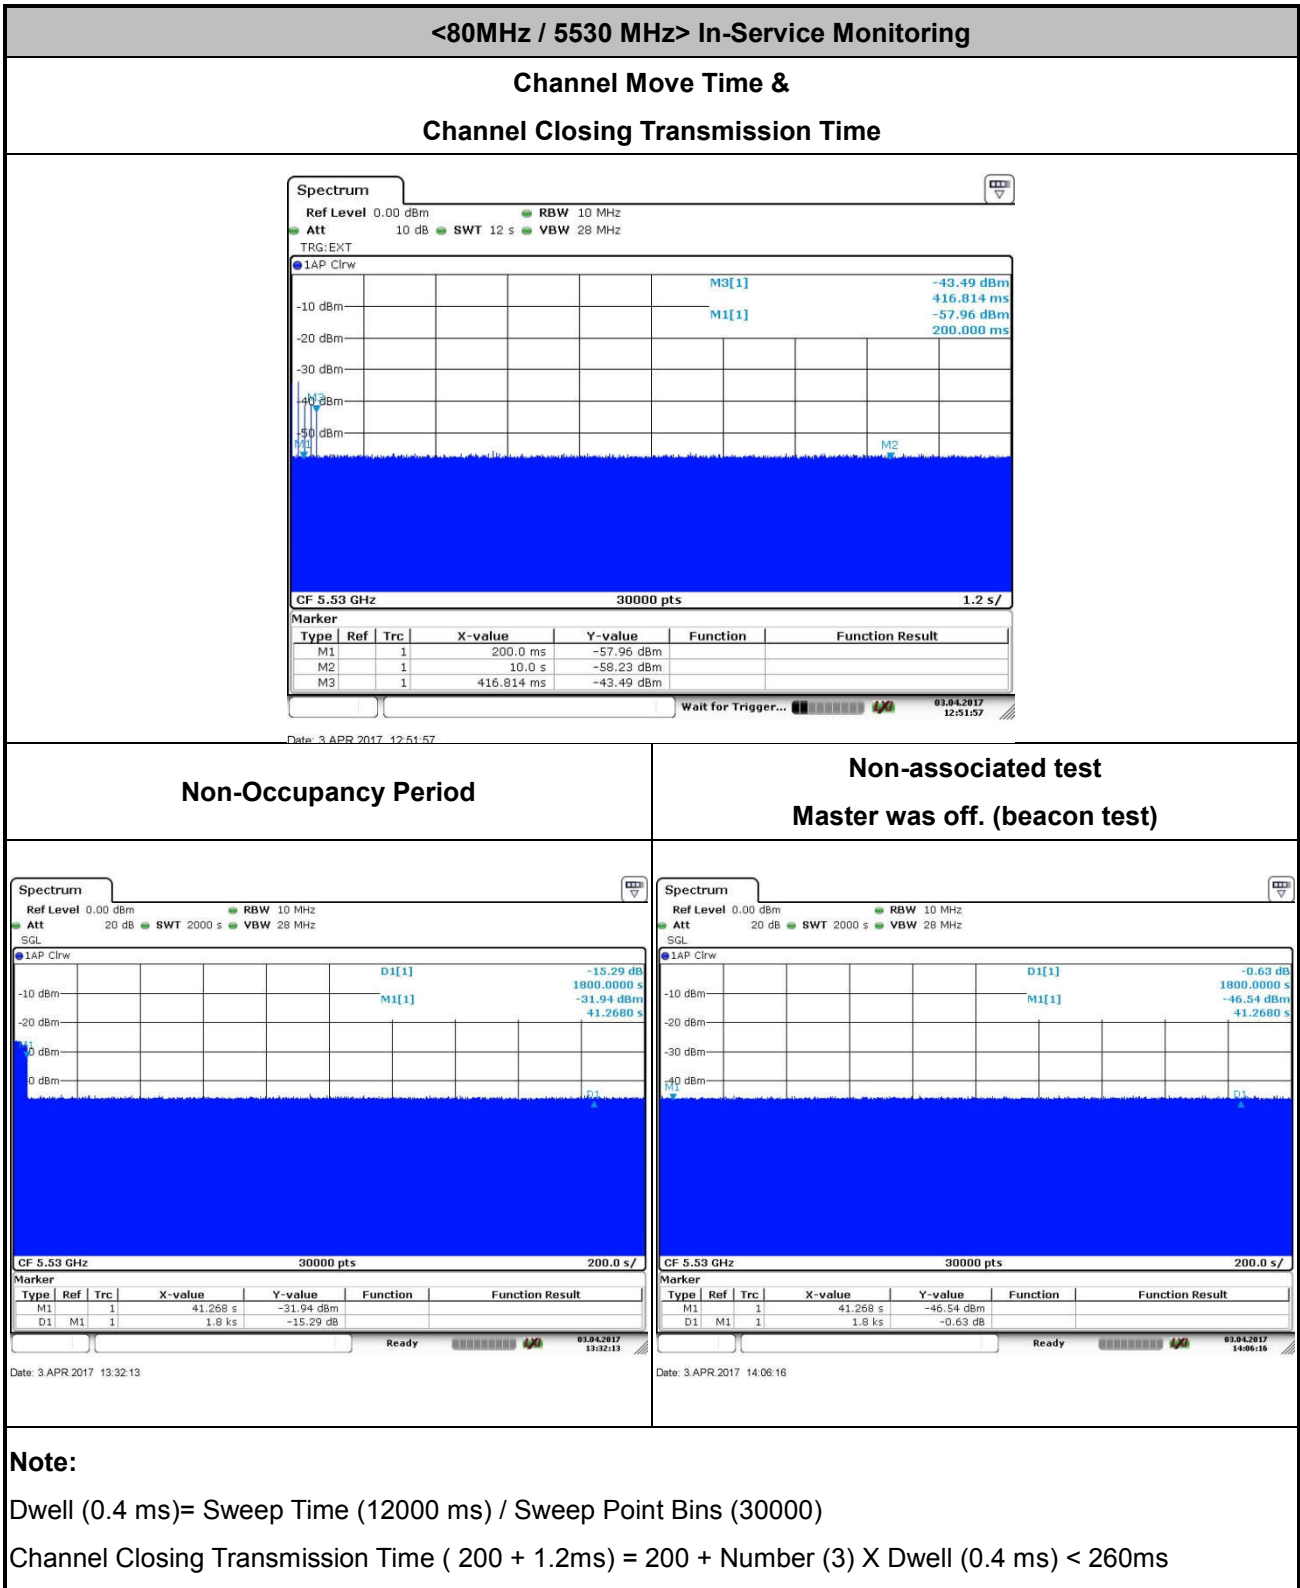 <80MHz / 5530 MHz> In-Service Monitoring
Channel Move Time &
Channel Closing Transmission Time
Spectrum
Ref Level 0.00 dBm RBW 10 MHz
Att 10 dB SWT 12 s VBW 28 MHz
TRG:EXT
1AP Clrw
M3[1] -43.49 dBm
416.814 ms
M1[1] -57.96 dBm
200.000 ms
-10 dBm
-20 dBm
-30 dBm
-40 dBm
M3
-50 dBm
M1
M2
CF 5.53 GHz 30000 pts 1.2 s/
Marker
Type Ref Trc X-value Y-value Function Function Result
M1 1 200.0 ms -57.96 dBm
M2 1 10.0 s -58.23 dBm
M3 1 416.814 ms -43.49 dBm
Wait for Trigger... LXI 03.04.2017
12:51:57
Date: 3.APR.2017 12:51:57
Non-Occupancy Period
Spectrum
Ref Level 0.00 dBm RBW 10 MHz
Att 20 dB SWT 2000 s VBW 28 MHz
SGL
1AP Clrw
D1[1] -15.29 dB
1800.0000 s
M1[1] -31.94 dBm
41.2680 s
-10 dBm
-20 dBm
M1
0 dBm
0 dBm
D1
CF 5.53 GHz 30000 pts 200.0 s/
Marker
Type Ref Trc X-value Y-value Function Function Result
M1 1 41.268 s -31.94 dBm
D1 M1 1 1.8 ks -15.29 dB
Ready LXI 03.04.2017
13:32:13
Date: 3.APR.2017 13:32:13
Non-associated test
Master was off. (beacon test)
Spectrum
Ref Level 0.00 dBm RBW 10 MHz
Att 20 dB SWT 2000 s VBW 28 MHz
SGL
1AP Clrw
D1[1] -0.63 dB
1800.0000 s
M1[1] -46.54 dBm
41.2680 s
-10 dBm
-20 dBm
-30 dBm
-40 dBm
M1
D1
CF 5.53 GHz 30000 pts 200.0 s/
Marker
Type Ref Trc X-value Y-value Function Function Result
M1 1 41.268 s -46.54 dBm
D1 M1 1 1.8 ks -0.63 dB
Ready LXI 03.04.2017
14:06:16
Date: 3.APR.2017 14:06:16
Note:
Dwell (0.4 ms)= Sweep Time (12000 ms) / Sweep Point Bins (30000)
Channel Closing Transmission Time ( 200 + 1.2ms) = 200 + Number (3) X Dwell (0.4 ms) < 260ms